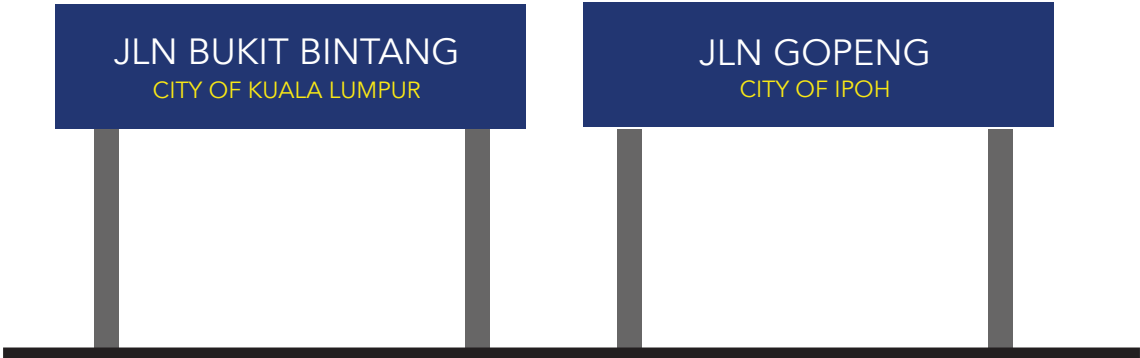 JLN BUKIT BINTANG
CITY OF KUALA LUMPUR
JLN GOPENG
CITY OF IPOH